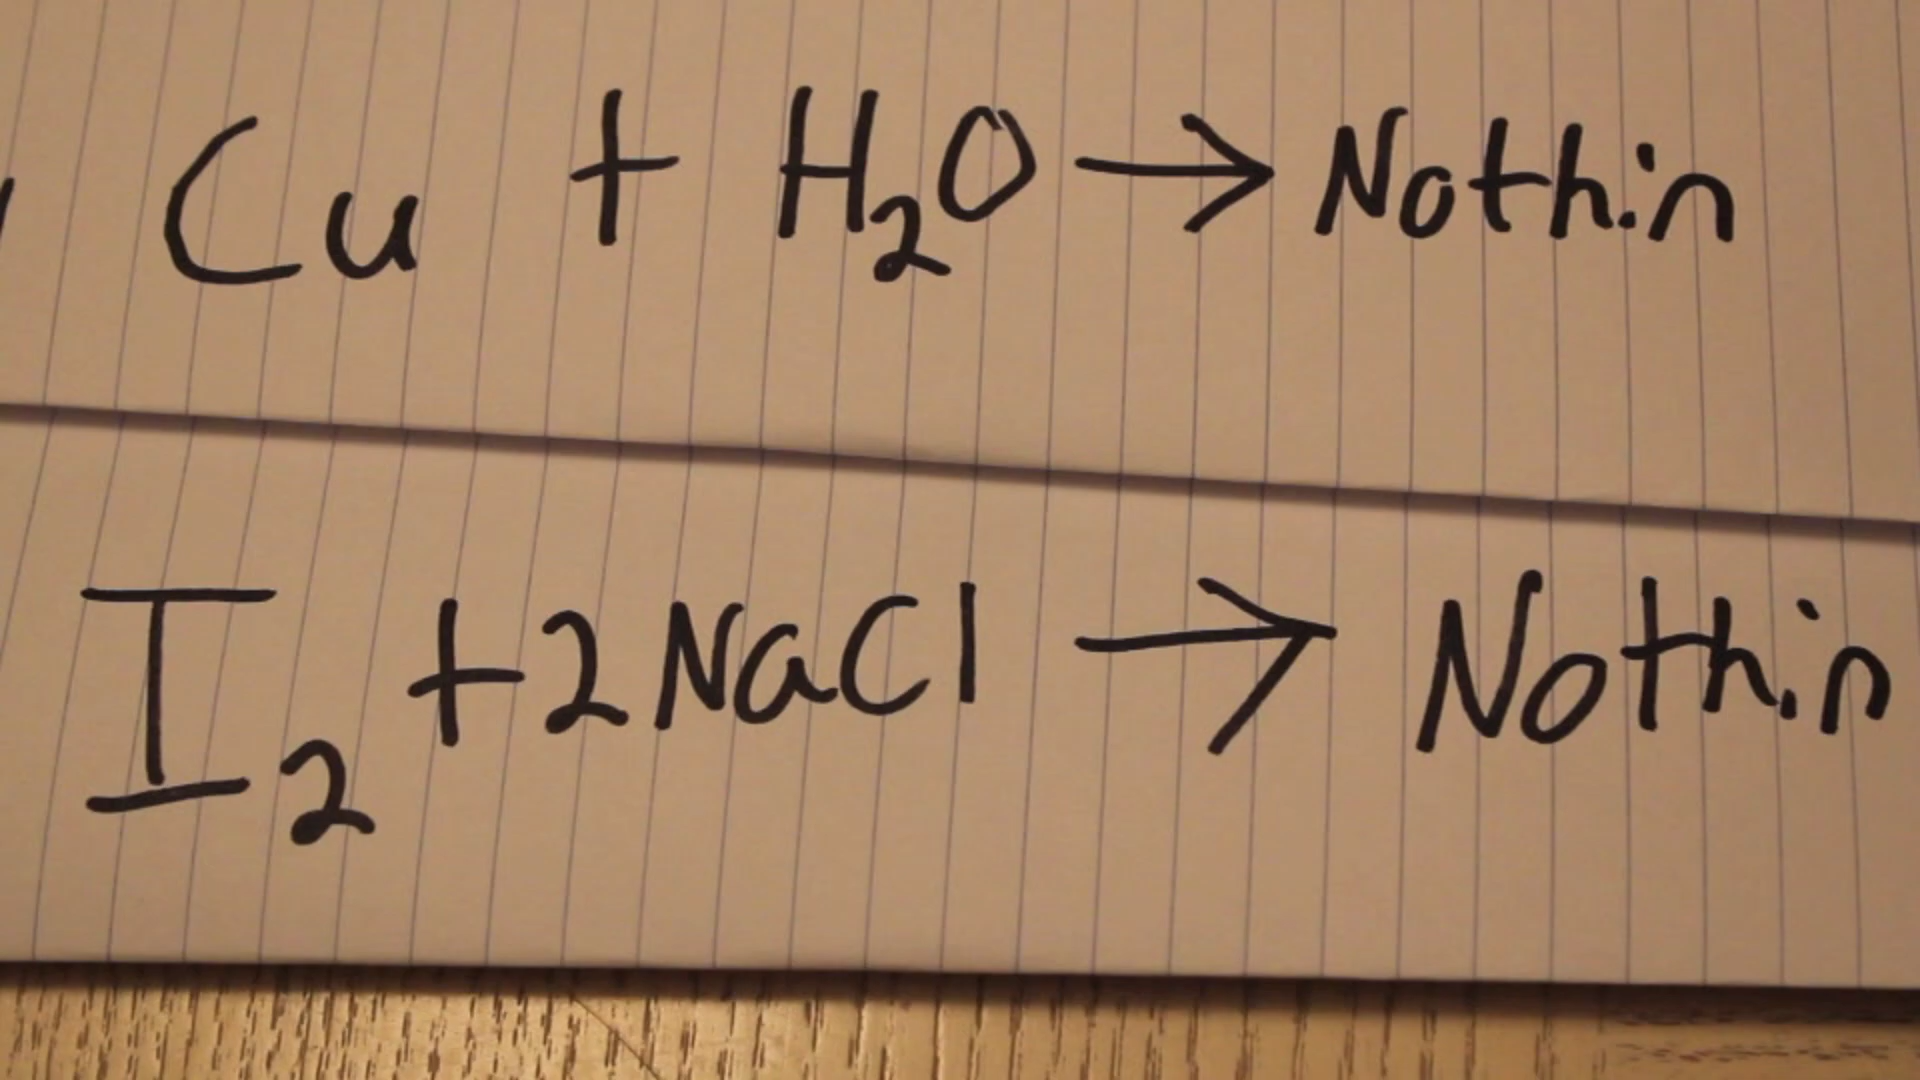 Cu + H₂O → Nothin
I₂ + 2NaCl → Nothin